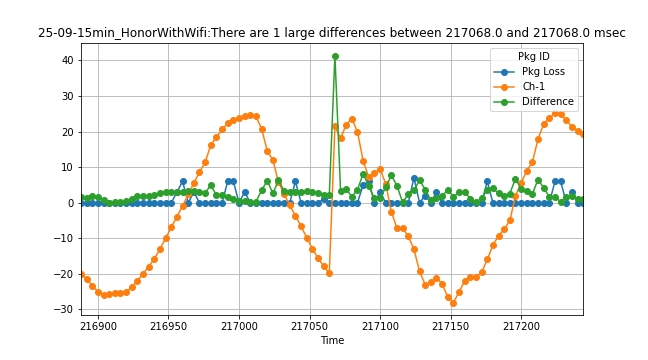 25-09-15min_HonorWithWifi:There are 1 large differences between 217068.0 and 217068.0 msec
Pkg ID
Pkg Loss
Ch-1
Difference
40
30
20
10
0
−10
−20
−30
216900 216950 217000 217050 217100 217150 217200
Time